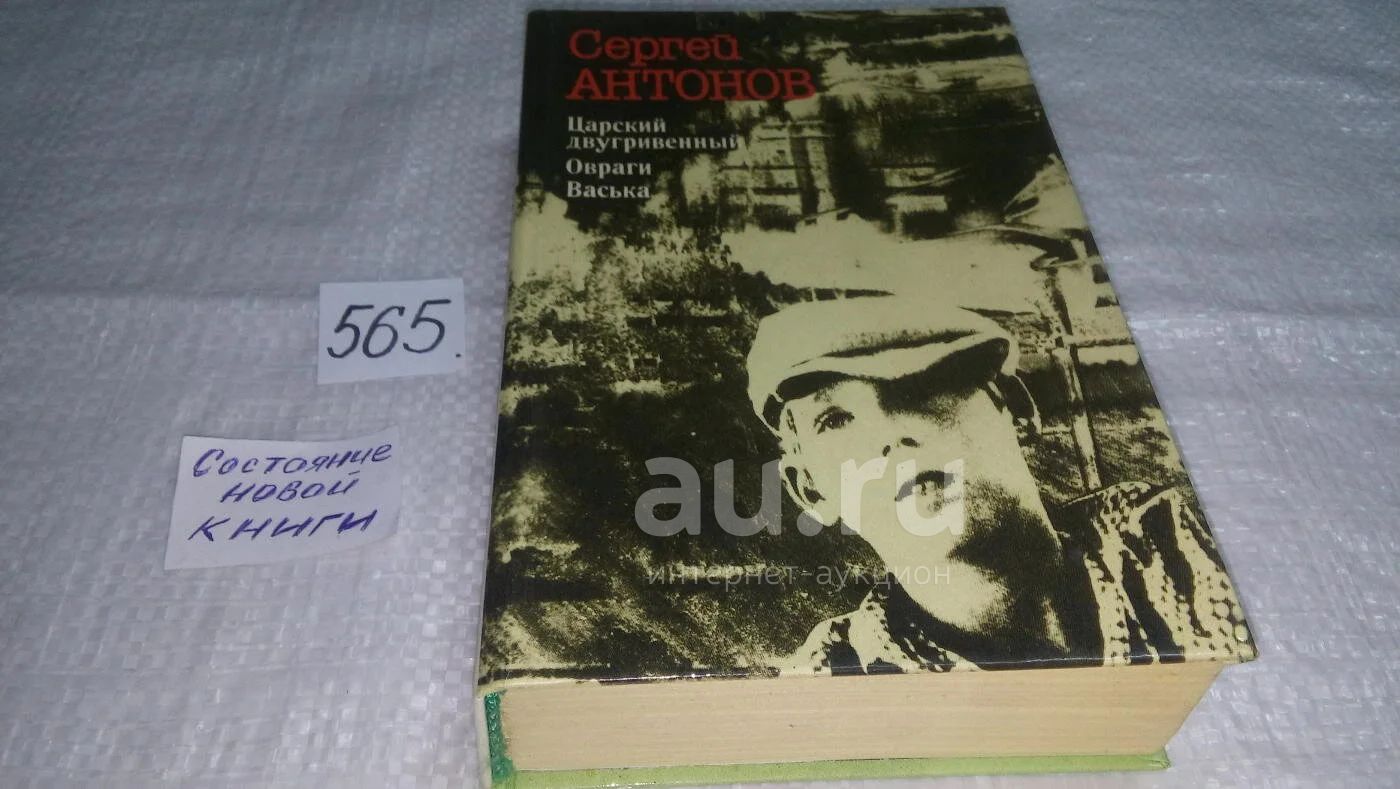 Сергей
АНТОНОВ
Царский
двугривенный
Овраги
Васька
565.
Состояние
новой
книги
au.ru
интернет-аукцион